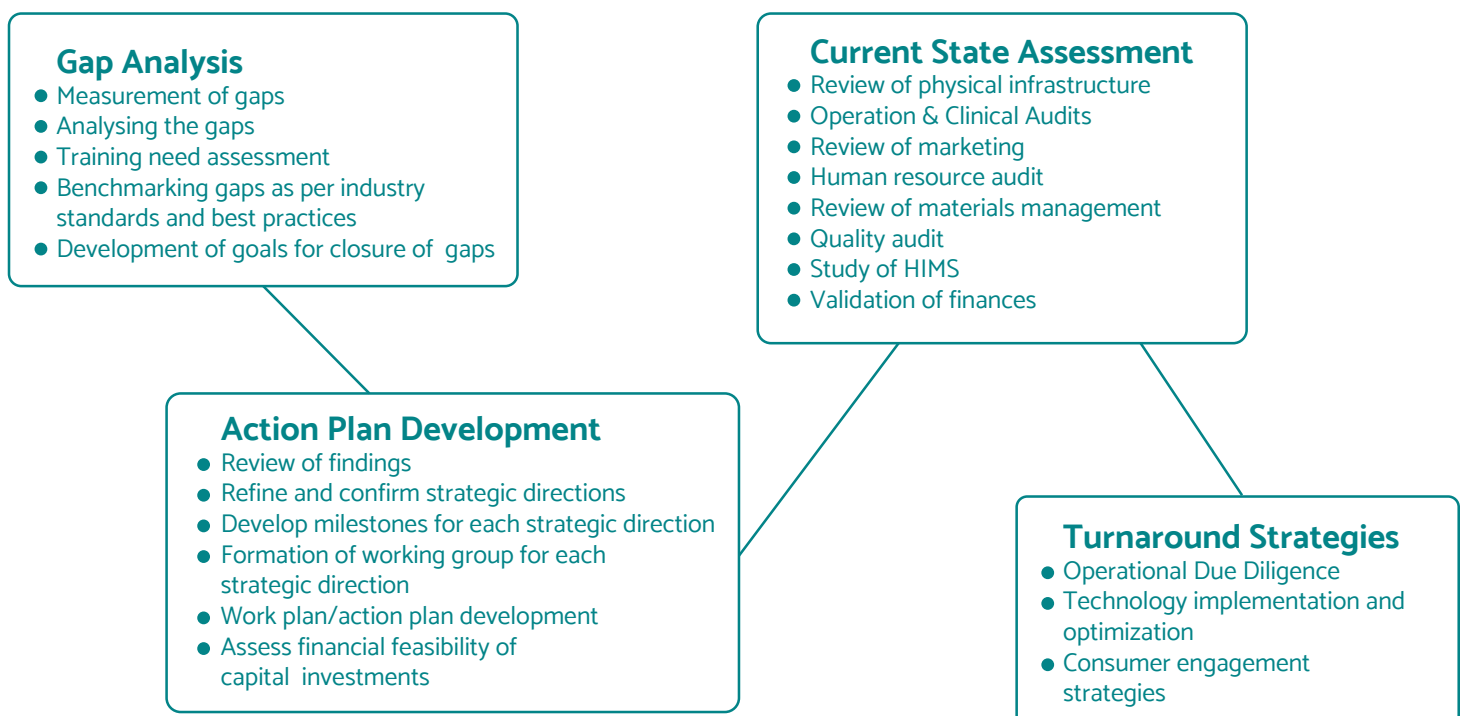 Gap Analysis
Measurement of gaps
Analysing the gaps
Training need assessment
Benchmarking gaps as per industry
standards and best practices
Development of goals for closure of gaps
Current State Assessment
Review of physical infrastructure
Operation & Clinical Audits
Review of marketing
Human resource audit
Review of materials management
Quality audit
Study of HIMS
Validation of finances
Action Plan Development
Review of findings
Refine and confirm strategic directions
Develop milestones for each strategic direction
Formation of working group for each
strategic direction
Work plan/action plan development
Assess financial feasibility of
capital investments
Turnaround Strategies
Operational Due Diligence
Technology implementation and
optimization
Consumer engagement
strategies